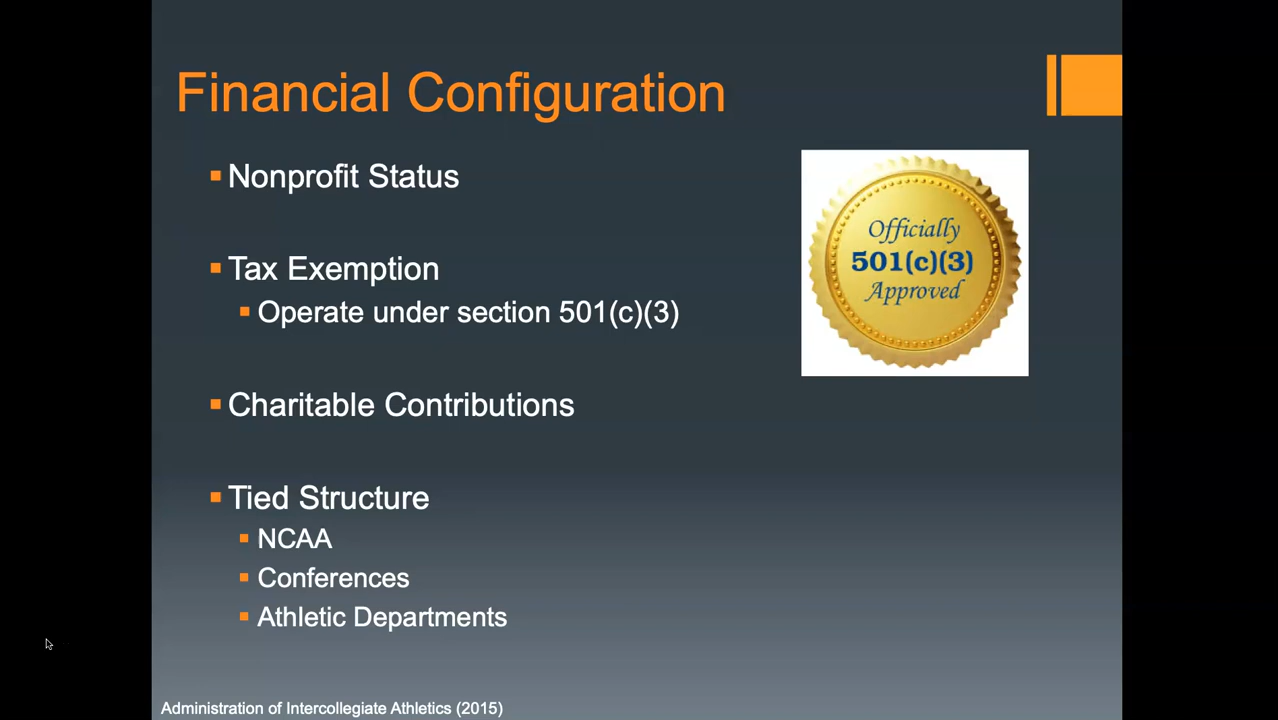 Financial Configuration
Nonprofit Status
Tax Exemption
Operate under section 501(c)(3)
Charitable Contributions
Tied Structure
NCAA
Conferences
Athletic Departments
Officially
501(c)(3)
Approved
Administration of Intercollegiate Athletics (2015)